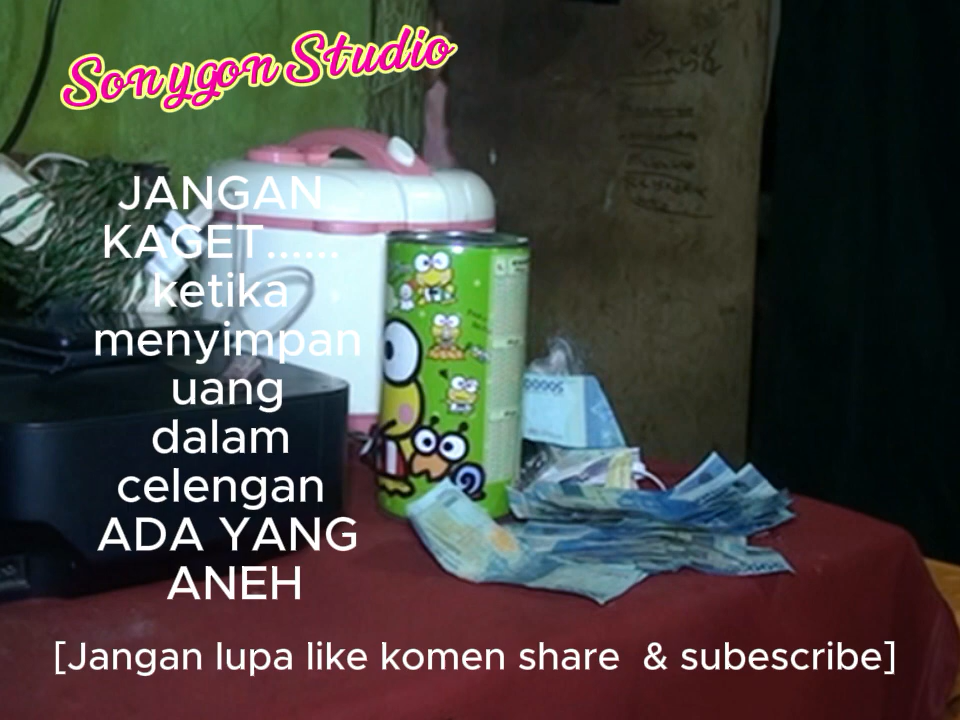 Sonygon Studio
JANGAN
KAGET......
ketika
menyimpan
uang
dalam
celengan
ADA YANG
ANEH
[Jangan lupa like komen share & subescribe]